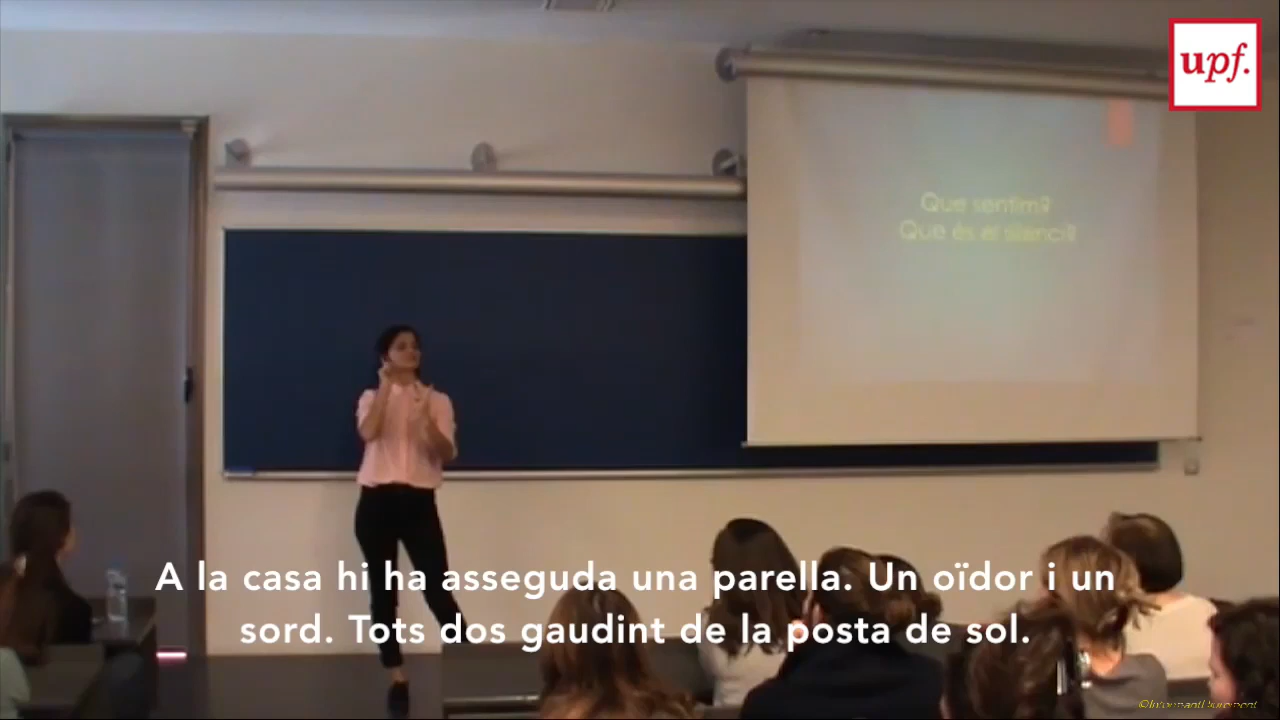 upf.
Que sentim?
Que és el silenci?
A la casa hi ha asseguda una parella. Un oïdor i un
sord. Tots dos gaudint de la posta de sol.